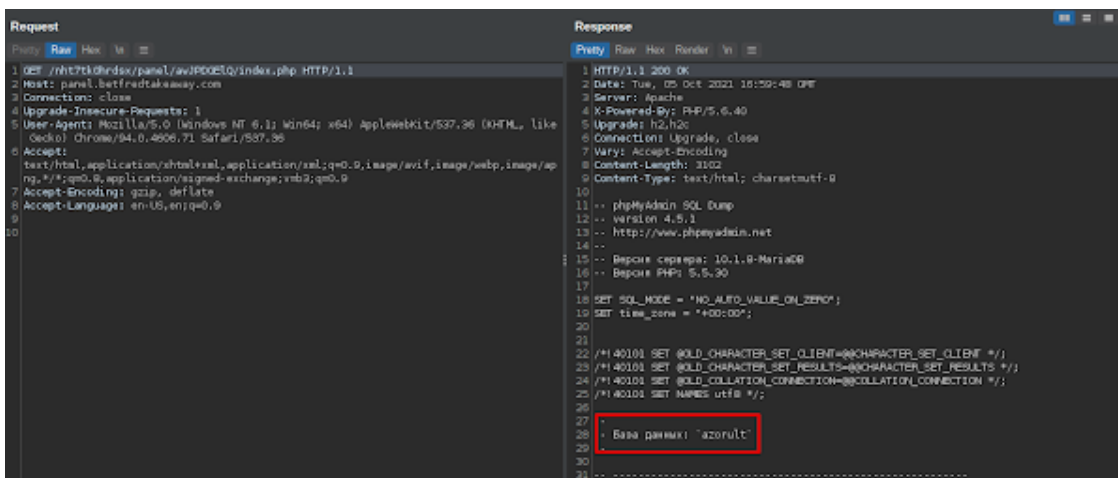 Request
Pretty Raw Hex \n
1 GET /nht7tk0hrdsx/panel/awJPDGElQ/index.php HTTP/1.1
2 Host: panel.betfredtakeaway.com
3 Connection: close
4 Upgrade-Insecure-Requests: 1
5 User-Agent: Mozilla/5.0 (Windows NT 6.1; Win64; x64) AppleWebKit/537.36 (KHTML, like
Gecko) Chrome/94.0.4606.71 Safari/537.36
6 Accept:
text/html,application/xhtml+xml,application/xml;q=0.9,image/avif,image/webp,image/ap
ng,*/*;q=0.8,application/signed-exchange;v=b3;q=0.9
7 Accept-Encoding: gzip, deflate
8 Accept-Language: en-US,en;q=0.9
9
10
Response
Pretty Raw Hex Render \n
1 HTTP/1.1 200 OK
2 Date: Tue, 05 Oct 2021 16:59:48 GMT
3 Server: Apache
4 X-Powered-By: PHP/5.6.40
5 Upgrade: h2,h2c
6 Connection: Upgrade, close
7 Vary: Accept-Encoding
8 Content-Length: 3102
9 Content-Type: text/html; charset=utf-8
10
11 -- phpMyAdmin SQL Dump
12 -- version 4.5.1
13 -- http://www.phpmyadmin.net
14 --
15 -- Версия сервера: 10.1.9-MariaDB
16 -- Версия PHP: 5.5.30
17
18 SET SQL_MODE = "NO_AUTO_VALUE_ON_ZERO";
19 SET time_zone = "+00:00";
20
21
22 /*!40101 SET @OLD_CHARACTER_SET_CLIENT=@@CHARACTER_SET_CLIENT */;
23 /*!40101 SET @OLD_CHARACTER_SET_RESULTS=@@CHARACTER_SET_RESULTS */;
24 /*!40101 SET @OLD_COLLATION_CONNECTION=@@COLLATION_CONNECTION */;
25 /*!40101 SET NAMES utf8 */;
26
27 -
28 - База данных: `azorult`
29 -
30
31 -- --------------------------------------------------------